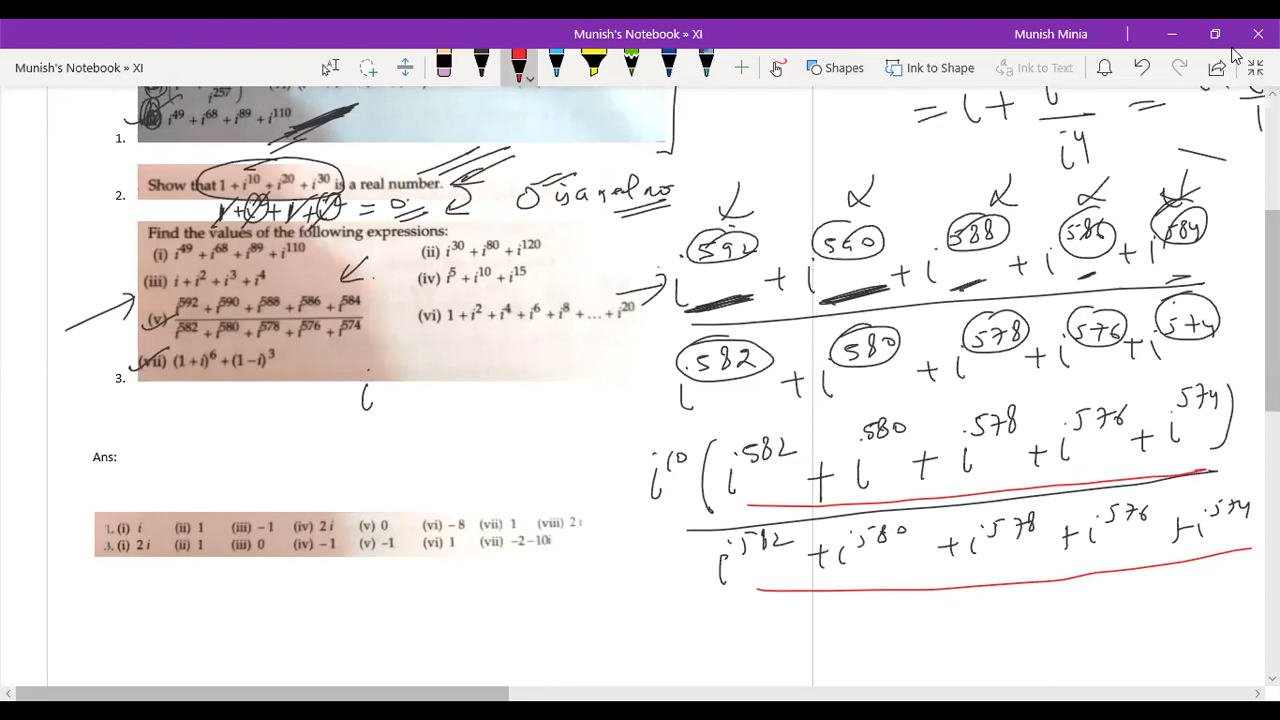 Munish's Notebook » XI
Munish Minia
Munish's Notebook » XI
Shapes
Ink to Shape
Ink to Text
i^257
i^49 + i^68 + i^89 + i^110
1.
= i + i / i^4 =
Show that 1 + i^10 + i^20 + i^30 is a real number.
2.
= 0
0 is a real no
Find the values of the following expressions:
(i) i^49 + i^68 + i^89 + i^110
(ii) i^30 + i^80 + i^120
(iii) i + i^2 + i^3 + i^4
(iv) i^5 + i^10 + i^15
(v) i^592 + i^590 + i^588 + i^586 + i^584 / i^582 + i^580 + i^578 + i^576 + i^574
(vi) 1 + i^2 + i^4 + i^6 + i^8 + ... + i^20
(vii) (1 + i)^6 + (1 – i)^3
3.
i
i^592 + i^590 + i^588 + i^586 + i^584
i^582 + i^580 + i^578 + i^576 + i^574
i^10 (i^582 + i^580 + i^578 + i^576 + i^574)
i^582 + i^580 + i^578 + i^576 + i^574
Ans:
1. (i) i (ii) 1 (iii) –1 (iv) 2 i (v) 0 (vi) –8 (vii) 1 (viii) 2 i
3. (i) 2 i (ii) 1 (iii) 0 (iv) –1 (v) –1 (vi) 1 (vii) –2 –10i